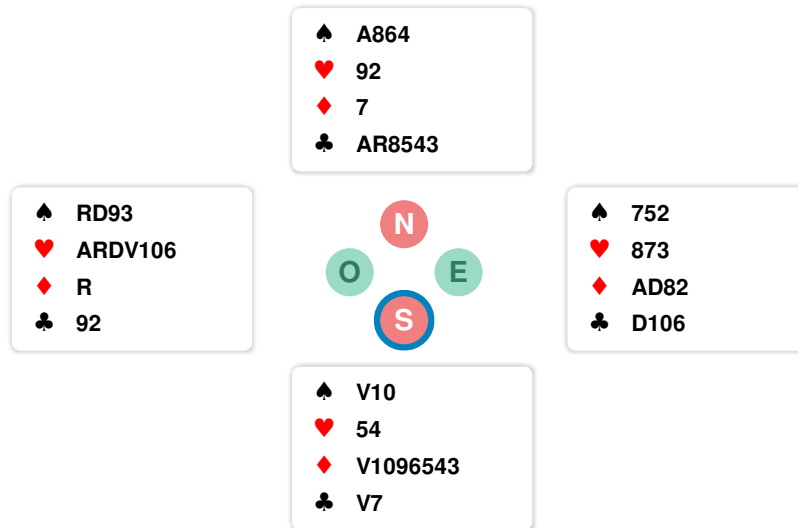 ♠ A864
♥ 92
♦ 7
♣ AR8543
♠ RD93
♥ ARDV106
♦ R
♣ 92
N
O E
S
♠ 752
♥ 873
♦ AD82
♣ D106
♠ V10
♥ 54
♦ V1096543
♣ V7